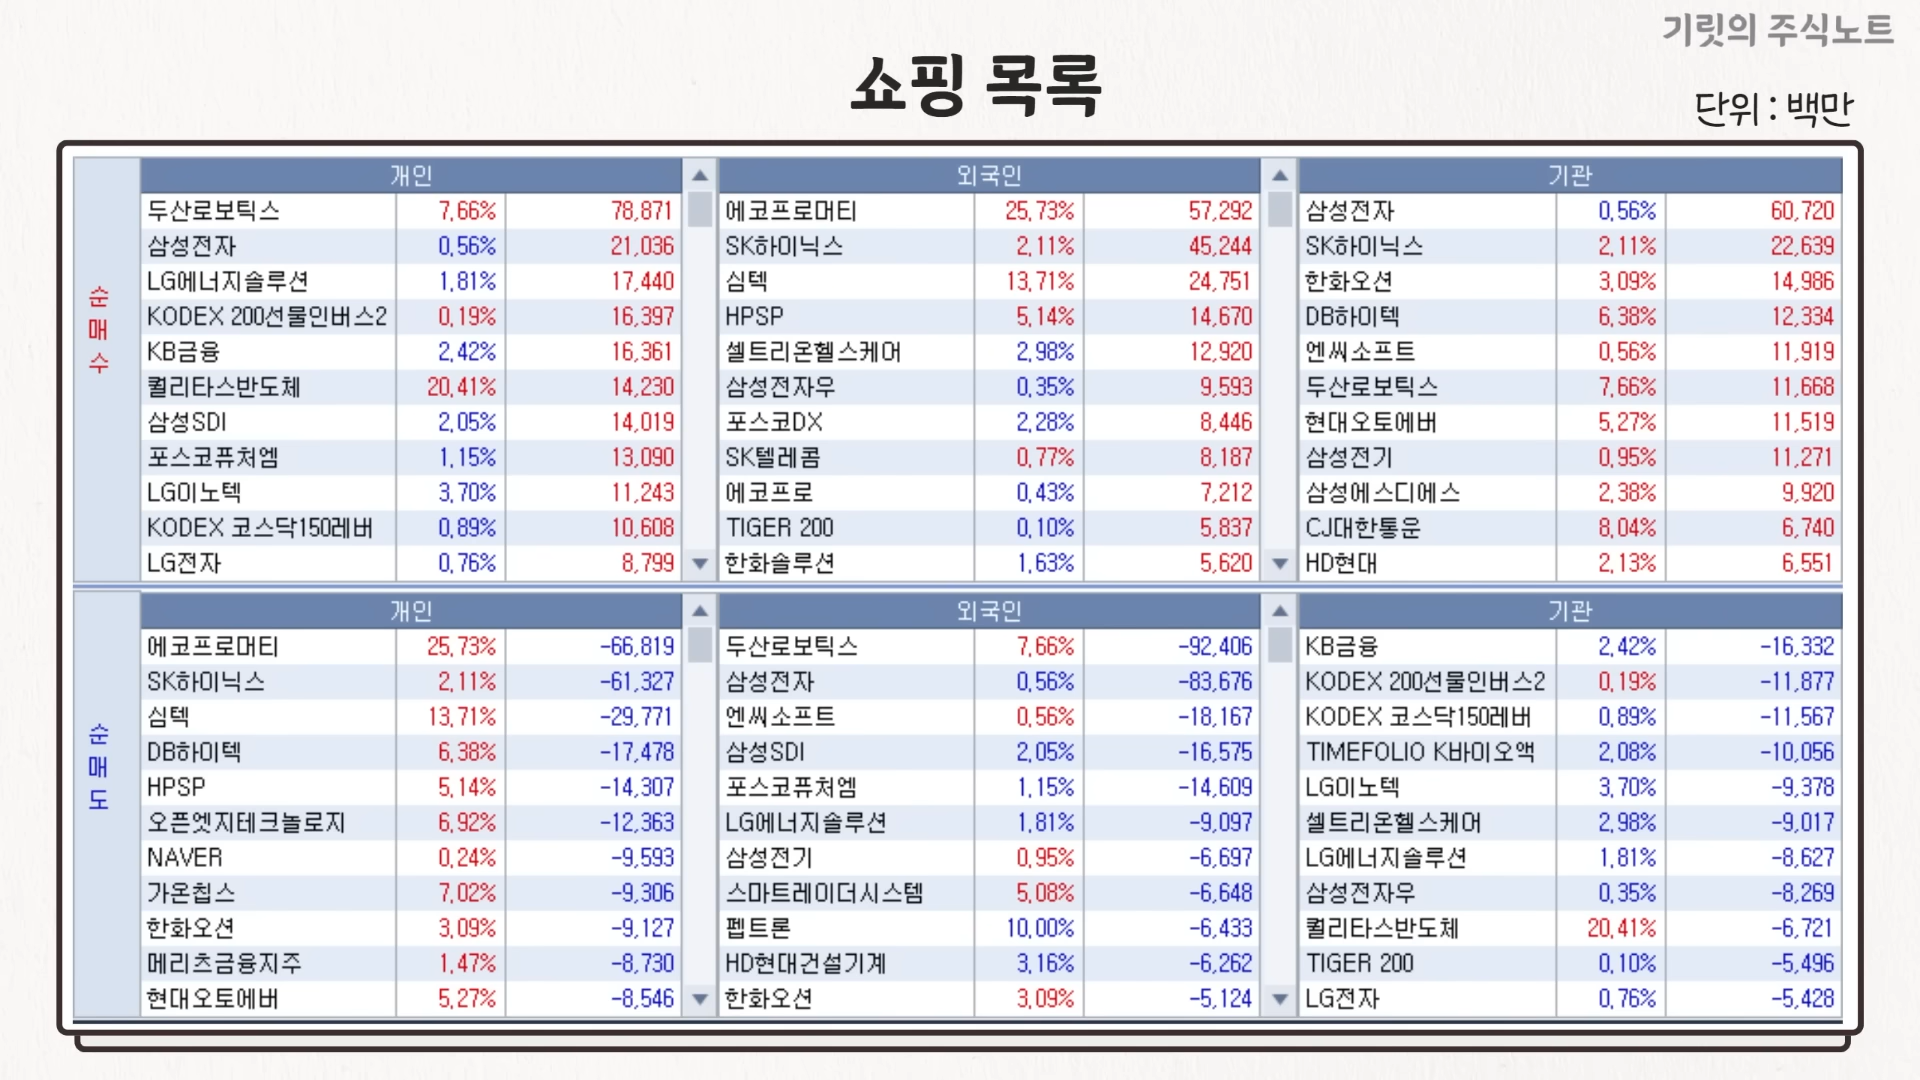 기릿의 주식노트
쇼핑 목록
단위 : 백만
순매수
개인
두산로보틱스 7,66% 78,871
삼성전자 0,56% 21,036
LG에너지솔루션 1,81% 17,440
KODEX 200선물인버스2 0,19% 16,397
KB금융 2,42% 16,361
퀄리타스반도체 20,41% 14,230
삼성SDI 2,05% 14,019
포스코퓨처엠 1,15% 13,090
LG이노텍 3,70% 11,243
KODEX 코스닥150레버 0,89% 10,608
LG전자 0,76% 8,799
외국인
에코프로머티 25,73% 57,292
SK하이닉스 2,11% 45,244
심텍 13,71% 24,751
HPSP 5,14% 14,670
셀트리온헬스케어 2,98% 12,920
삼성전자우 0,35% 9,593
포스코DX 2,28% 8,446
SK텔레콤 0,77% 8,187
에코프로 0,43% 7,212
TIGER 200 0,10% 5,837
한화솔루션 1,63% 5,620
기관
삼성전자 0,56% 60,720
SK하이닉스 2,11% 22,639
한화오션 3,09% 14,986
DB하이텍 6,38% 12,334
엔씨소프트 0,56% 11,919
두산로보틱스 7,66% 11,668
현대오토에버 5,27% 11,519
삼성전기 0,95% 11,271
삼성에스디에스 2,38% 9,920
CJ대한통운 8,04% 6,740
HD현대 2,13% 6,551
순매도
개인
에코프로머티 25,73% -66,819
SK하이닉스 2,11% -61,327
심텍 13,71% -29,771
DB하이텍 6,38% -17,478
HPSP 5,14% -14,307
오픈엣지테크놀로지 6,92% -12,363
NAVER 0,24% -9,593
가온칩스 7,02% -9,306
한화오션 3,09% -9,127
메리츠금융지주 1,47% -8,730
현대오토에버 5,27% -8,546
외국인
두산로보틱스 7,66% -92,406
삼성전자 0,56% -83,676
엔씨소프트 0,56% -18,167
삼성SDI 2,05% -16,575
포스코퓨처엠 1,15% -14,609
LG에너지솔루션 1,81% -9,097
삼성전기 0,95% -6,697
스마트레이더시스템 5,08% -6,648
펩트론 10,00% -6,433
HD현대건설기계 3,16% -6,262
한화오션 3,09% -5,124
기관
KB금융 2,42% -16,332
KODEX 200선물인버스2 0,19% -11,877
KODEX 코스닥150레버 0,89% -11,567
TIMEFOLIO K바이오액 2,08% -10,056
LG이노텍 3,70% -9,378
셀트리온헬스케어 2,98% -9,017
LG에너지솔루션 1,81% -8,627
삼성전자우 0,35% -8,269
퀄리타스반도체 20,41% -6,721
TIGER 200 0,10% -5,496
LG전자 0,76% -5,428